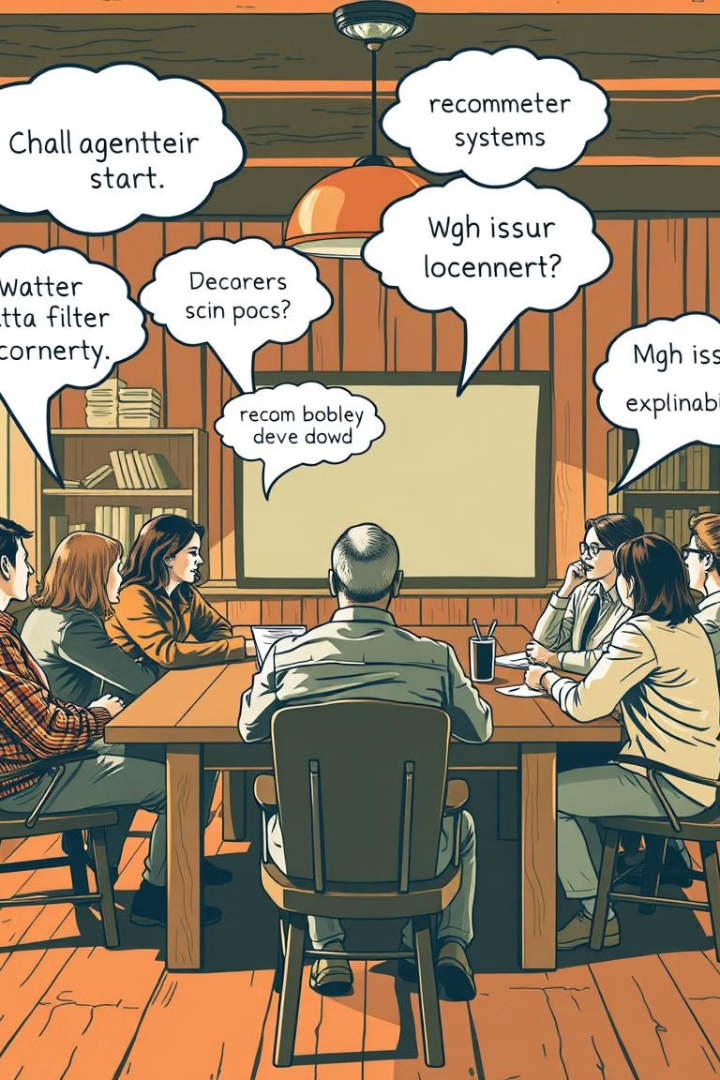 Chall agentteir
start.
recommeter
systems
Wgh issur
locennert?
watter
tta filter
cornerty.
Decarers
scin pocs?
Mgh iss
explinabi
recom bobley
deve dowd